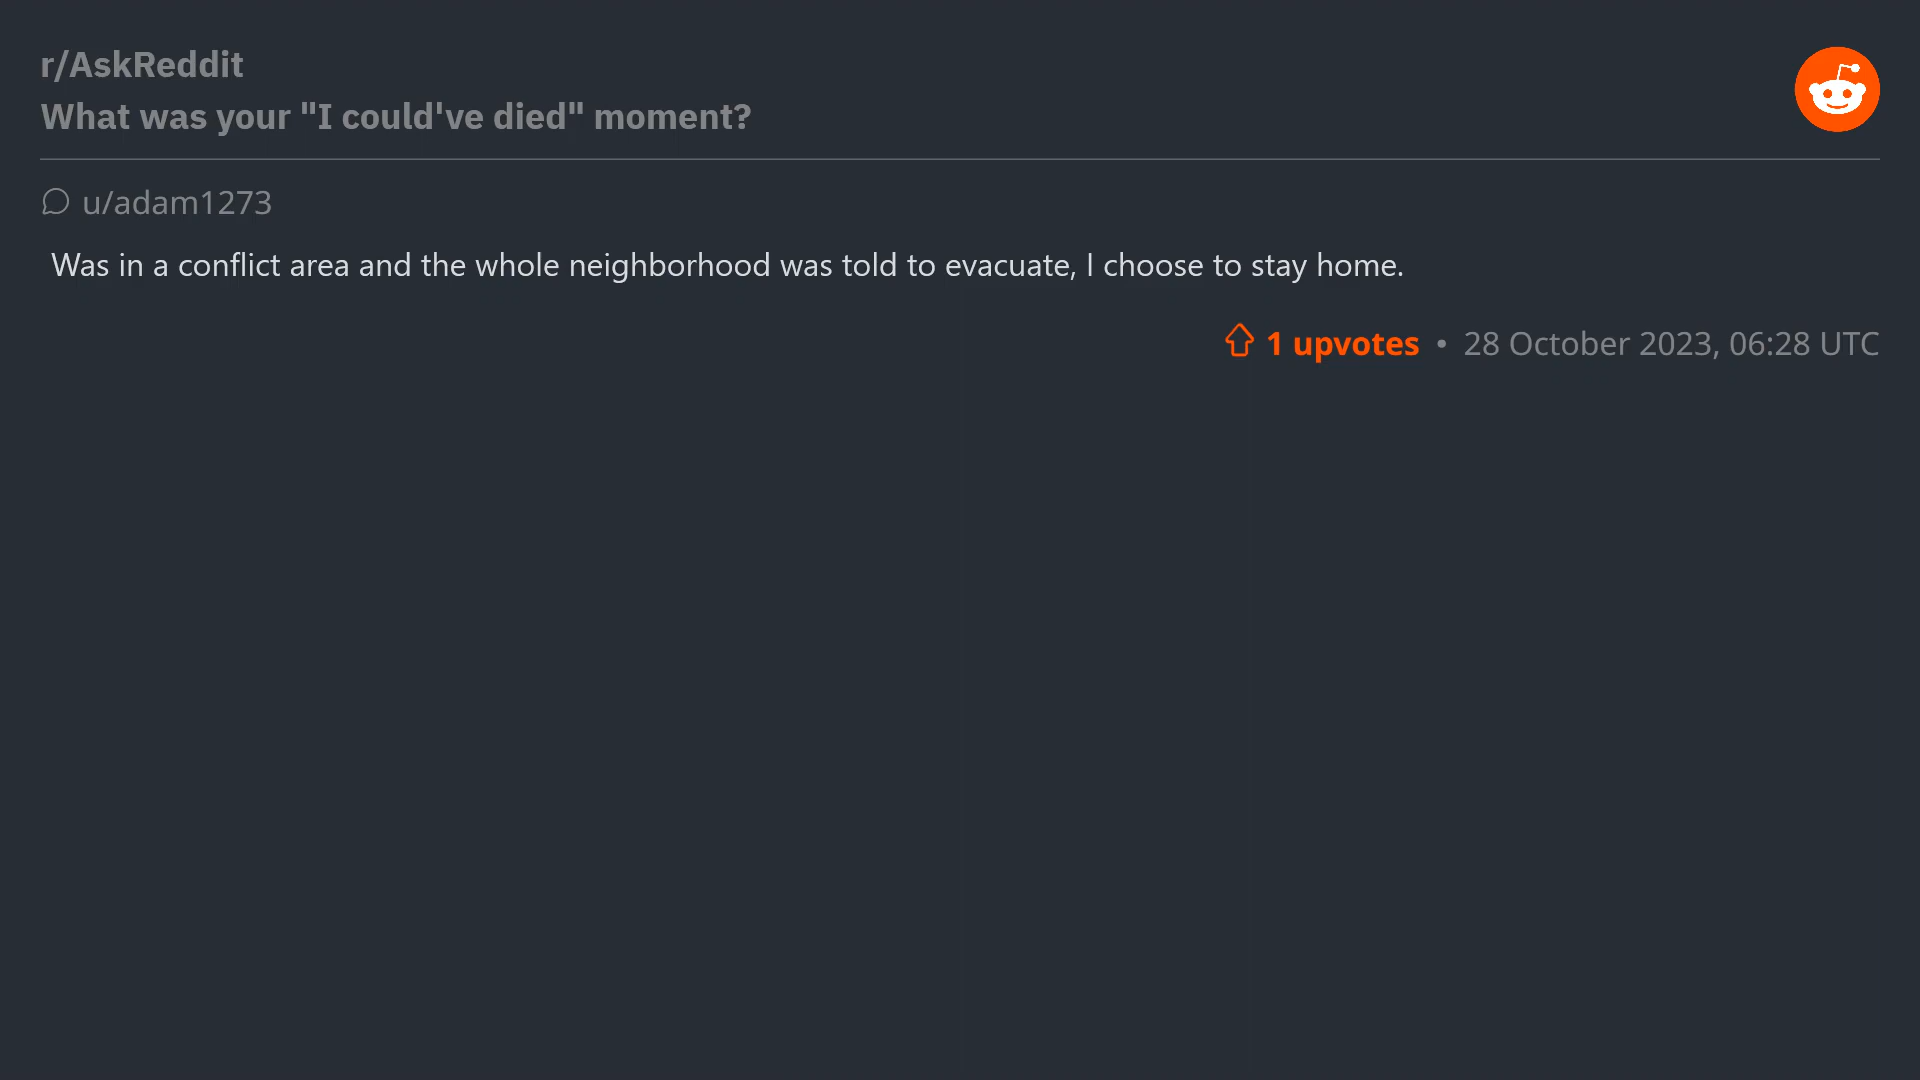 r/AskReddit
What was your "I could've died" moment?
u/adam1273
Was in a conflict area and the whole neighborhood was told to evacuate, I choose to stay home.
1 upvotes • 28 October 2023, 06:28 UTC